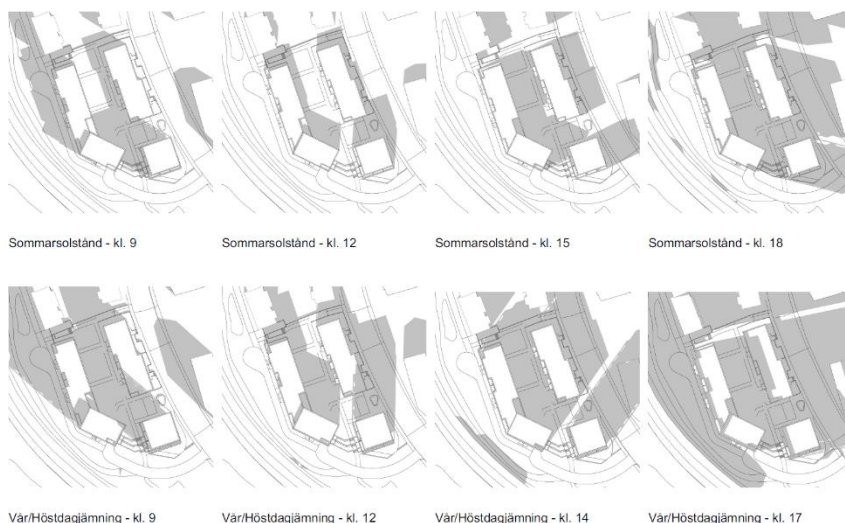 Sommarsolstånd - kl. 9
Sommarsolstånd - kl. 12
Sommarsolstånd - kl. 15
Sommarsolstånd - kl. 18
Vår/Höstdagjämning - kl. 9
Vår/Höstdagjämning - kl. 12
Vår/Höstdagjämning - kl. 14
Vår/Höstdagjämning - kl. 17